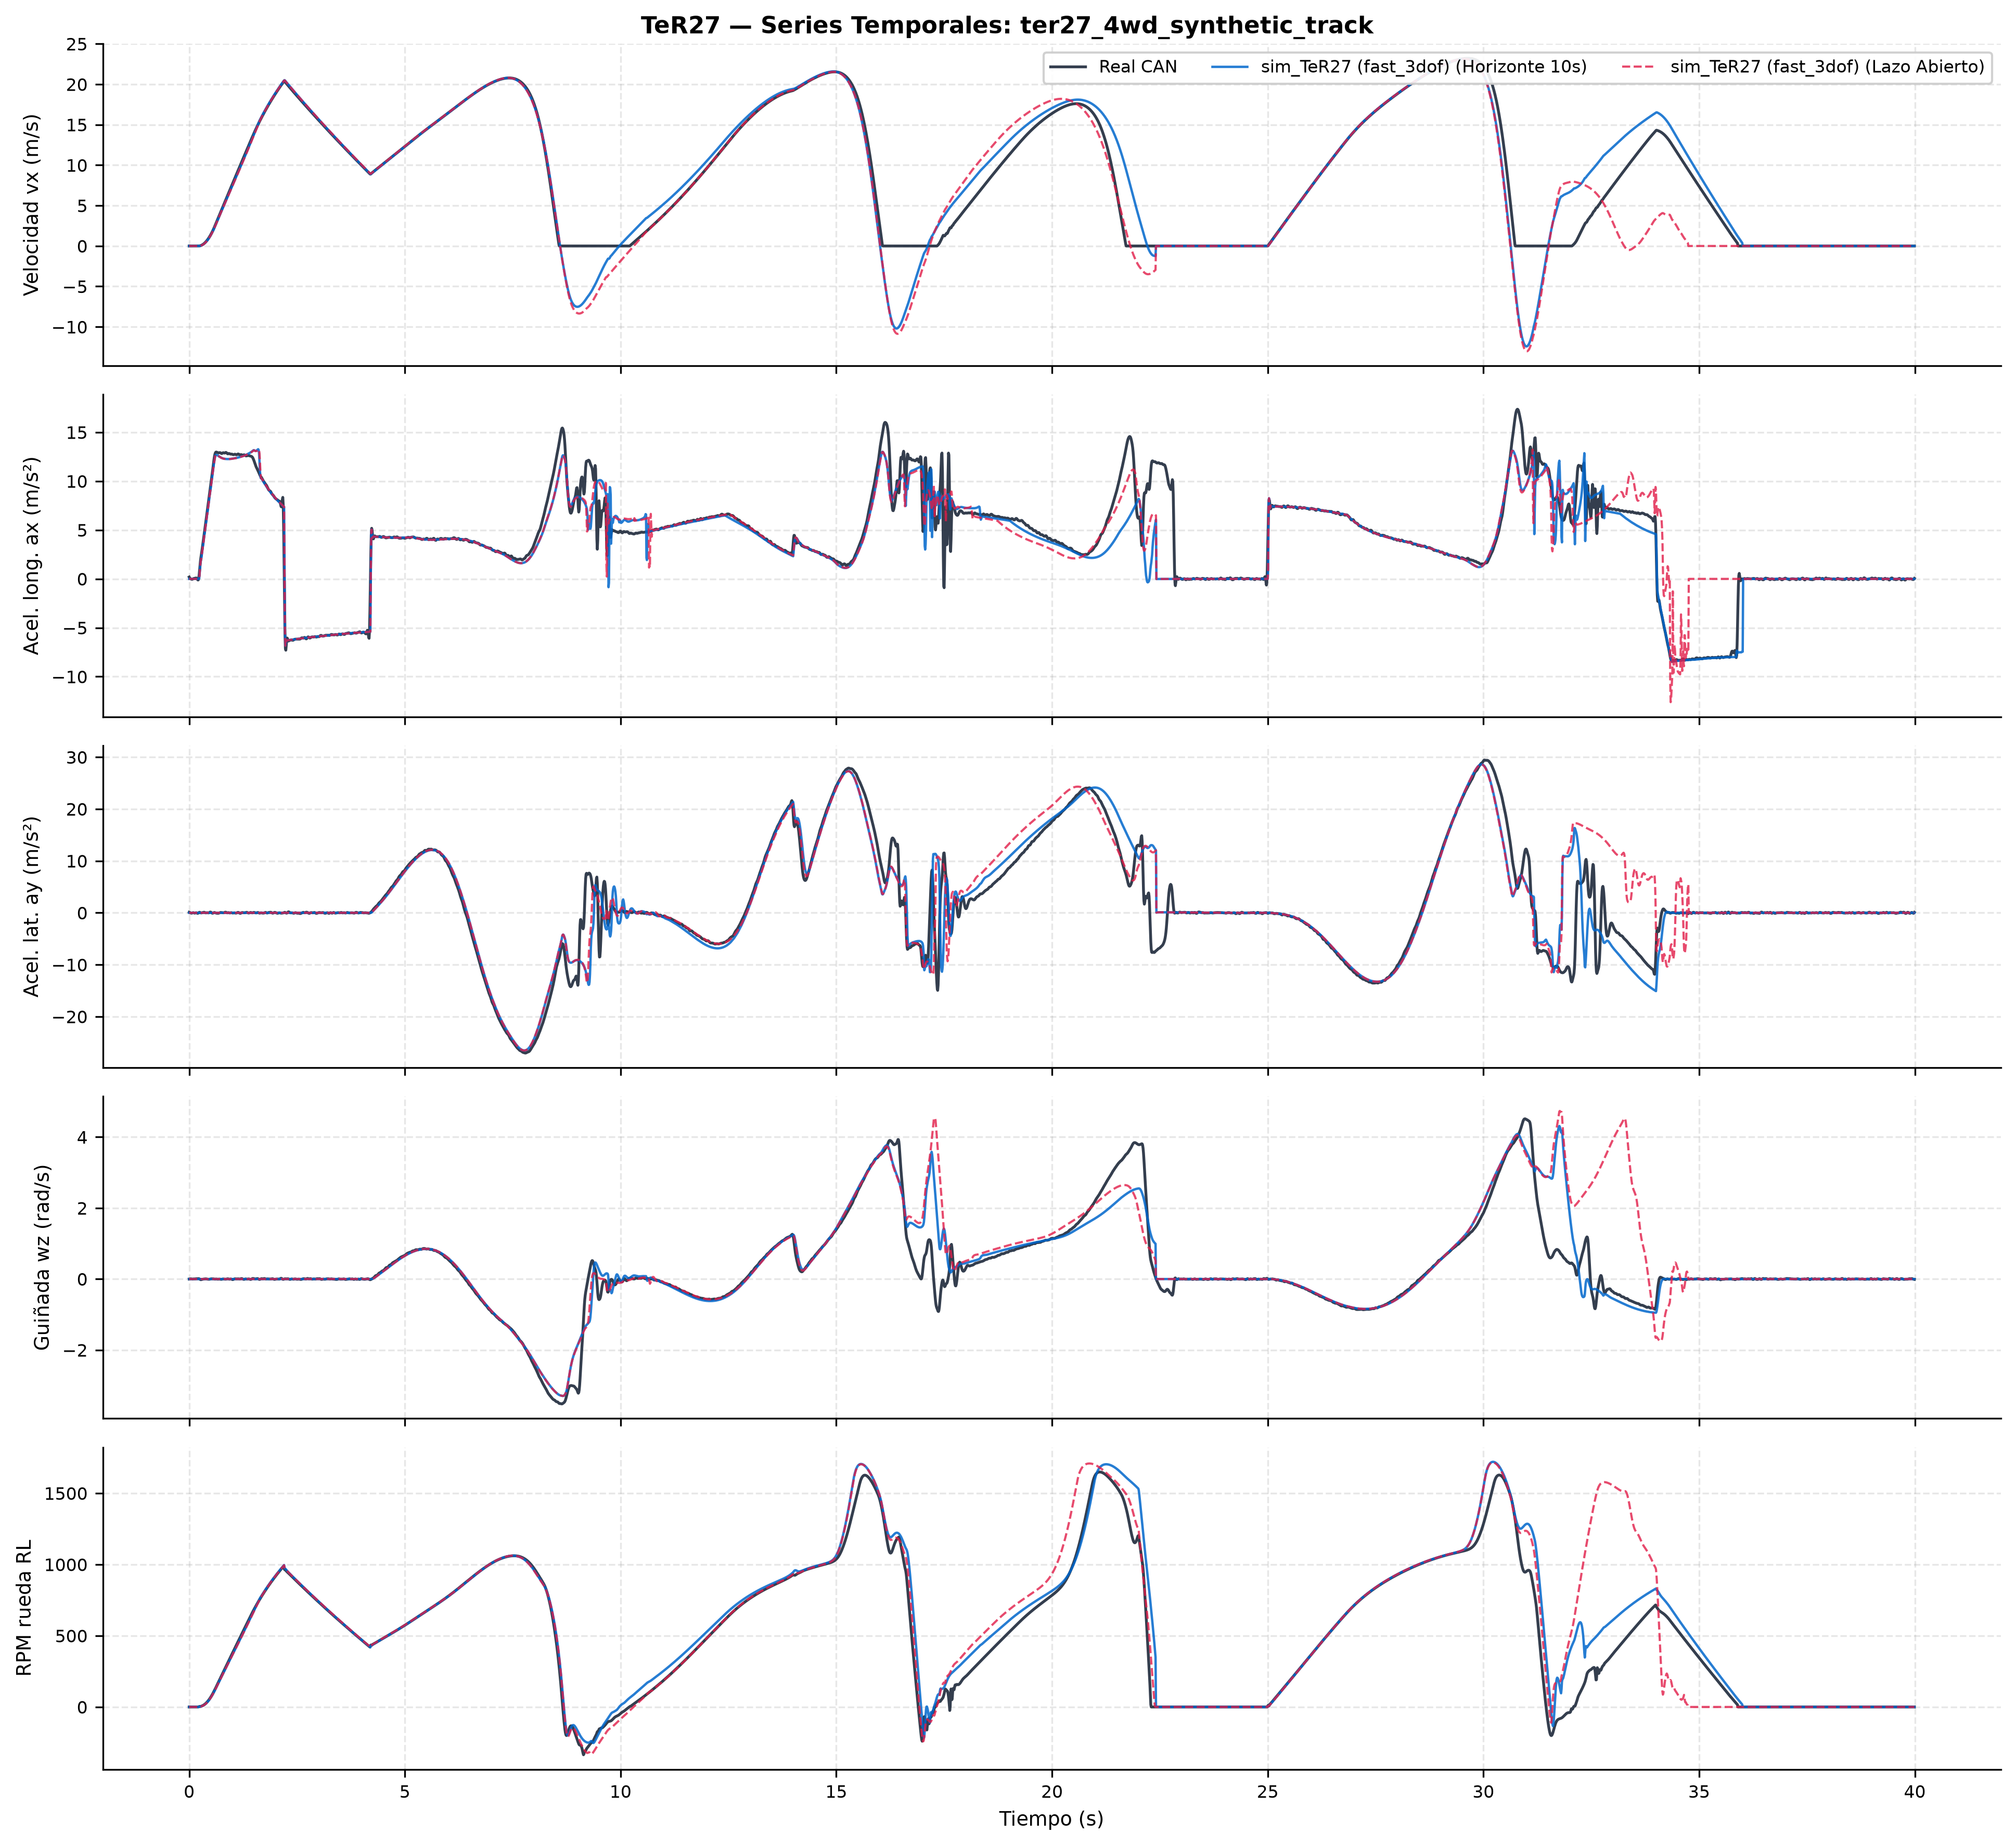 TeR27 — Series Temporales: ter27_4wd_synthetic_track
Real CAN
sim_TeR27 (fast_3dof) (Horizonte 10s)
sim_TeR27 (fast_3dof) (Lazo Abierto)
Velocidad vx (m/s)
25
20
15
10
5
0
−5
−10
Acel. long. ax (m/s²)
15
10
5
0
−5
−10
Acel. lat. ay (m/s²)
30
20
10
0
−10
−20
Guiñada wz (rad/s)
4
2
0
−2
RPM rueda RL
1500
1000
500
0
0 5 10 15 20 25 30 35 40
Tiempo (s)